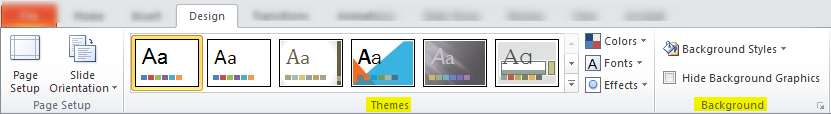 Design
Page
Setup
Slide
Orientation
Page Setup
Aa
Aa
Aa
Aa
Aa
Aa
Themes
Colors
Fonts
Effects
Background Styles
Hide Background Graphics
Background